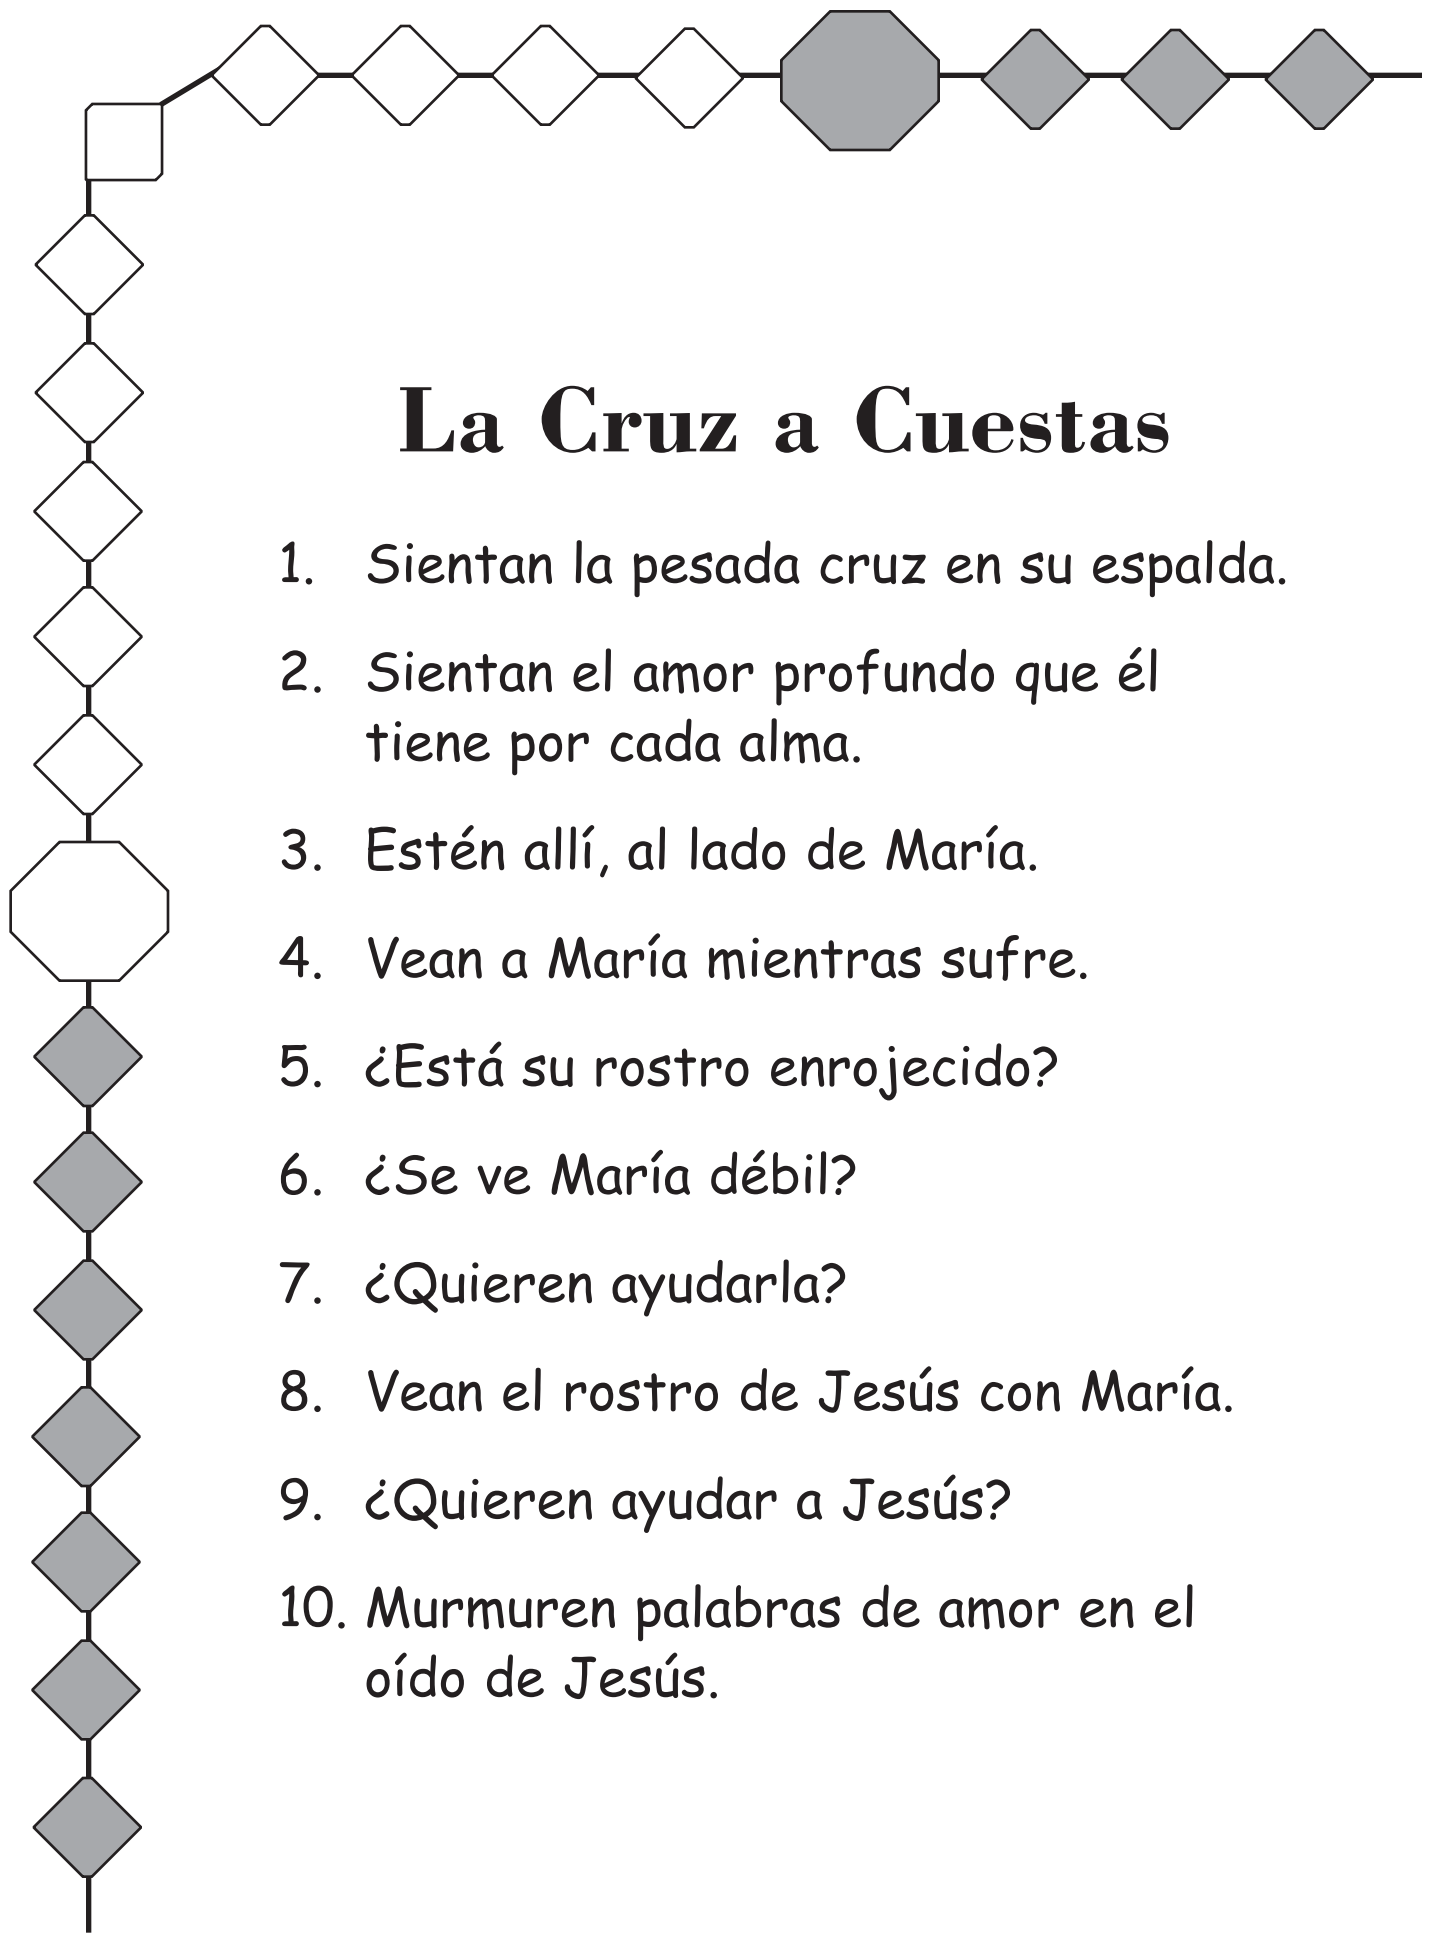 La Cruz a Cuestas
1. Sientan la pesada cruz en su espalda.
2. Sientan el amor profundo que él
tiene por cada alma.
3. Estén allí, al lado de María.
4. Vean a María mientras sufre.
5. ¿Está su rostro enrojecido?
6. ¿Se ve María débil?
7. ¿Quieren ayudarla?
8. Vean el rostro de Jesús con María.
9. ¿Quieren ayudar a Jesús?
10. Murmuren palabras de amor en el
oído de Jesús.